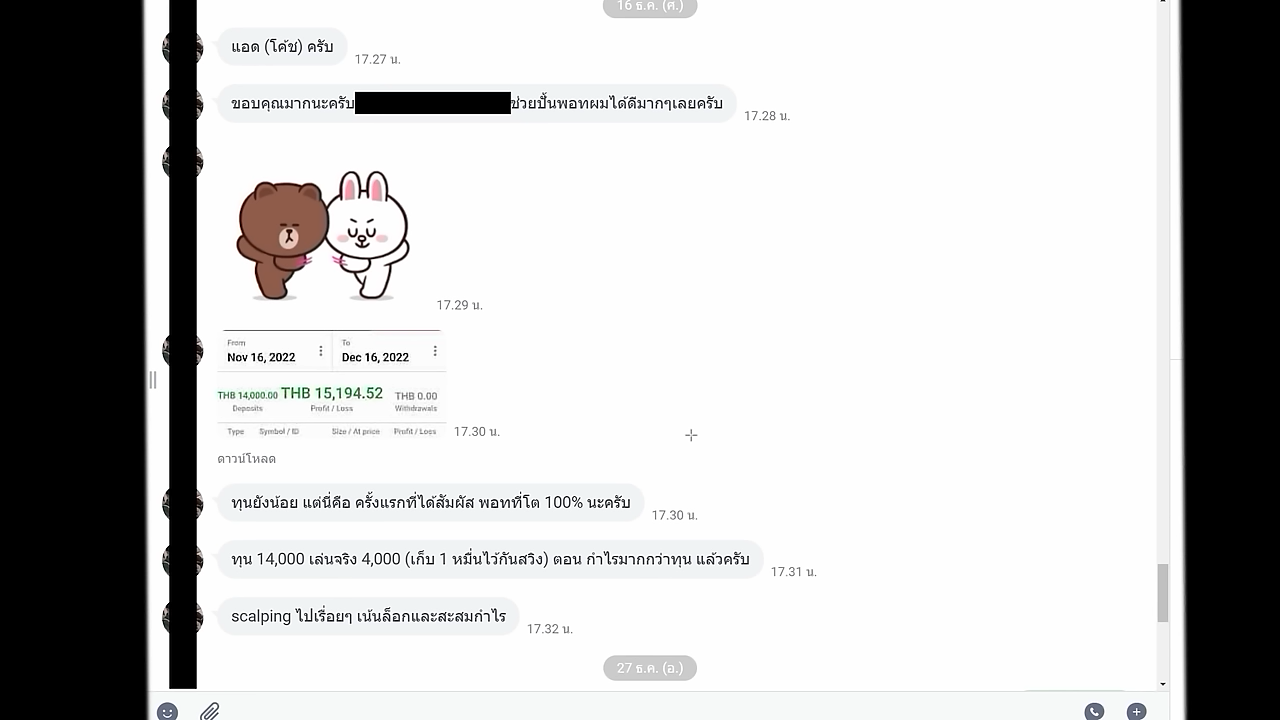 16 ธ.ค. (ศ.)
แอด (โค้ช) ครับ
17.27 น.
ขอบคุณมากนะครับ ช่วยปั้นพอทผมได้ดีมากๆเลยครับ
17.28 น.
17.29 น.
From To
Nov 16, 2022 Dec 16, 2022
THB 14,000.00 THB 15,194.52 THB 0.00
Deposits Profit / Loss Withdrawals
Type Symbol / ID Size / At price Profit / Loss
17.30 น.
ดาวน์โหลด
ทุนยังน้อย แต่นี่คือ ครั้งแรกที่ได้สัมผัส พอทที่โต 100% นะครับ
17.30 น.
ทุน 14,000 เล่นจริง 4,000 (เก็บ 1 หมื่นไว้กันสวิง) ตอน กำไรมากกว่าทุน แล้วครับ
17.31 น.
scalping ไปเรื่อยๆ เน้นล็อกและสะสมกำไร
17.32 น.
27 ธ.ค. (อ.)